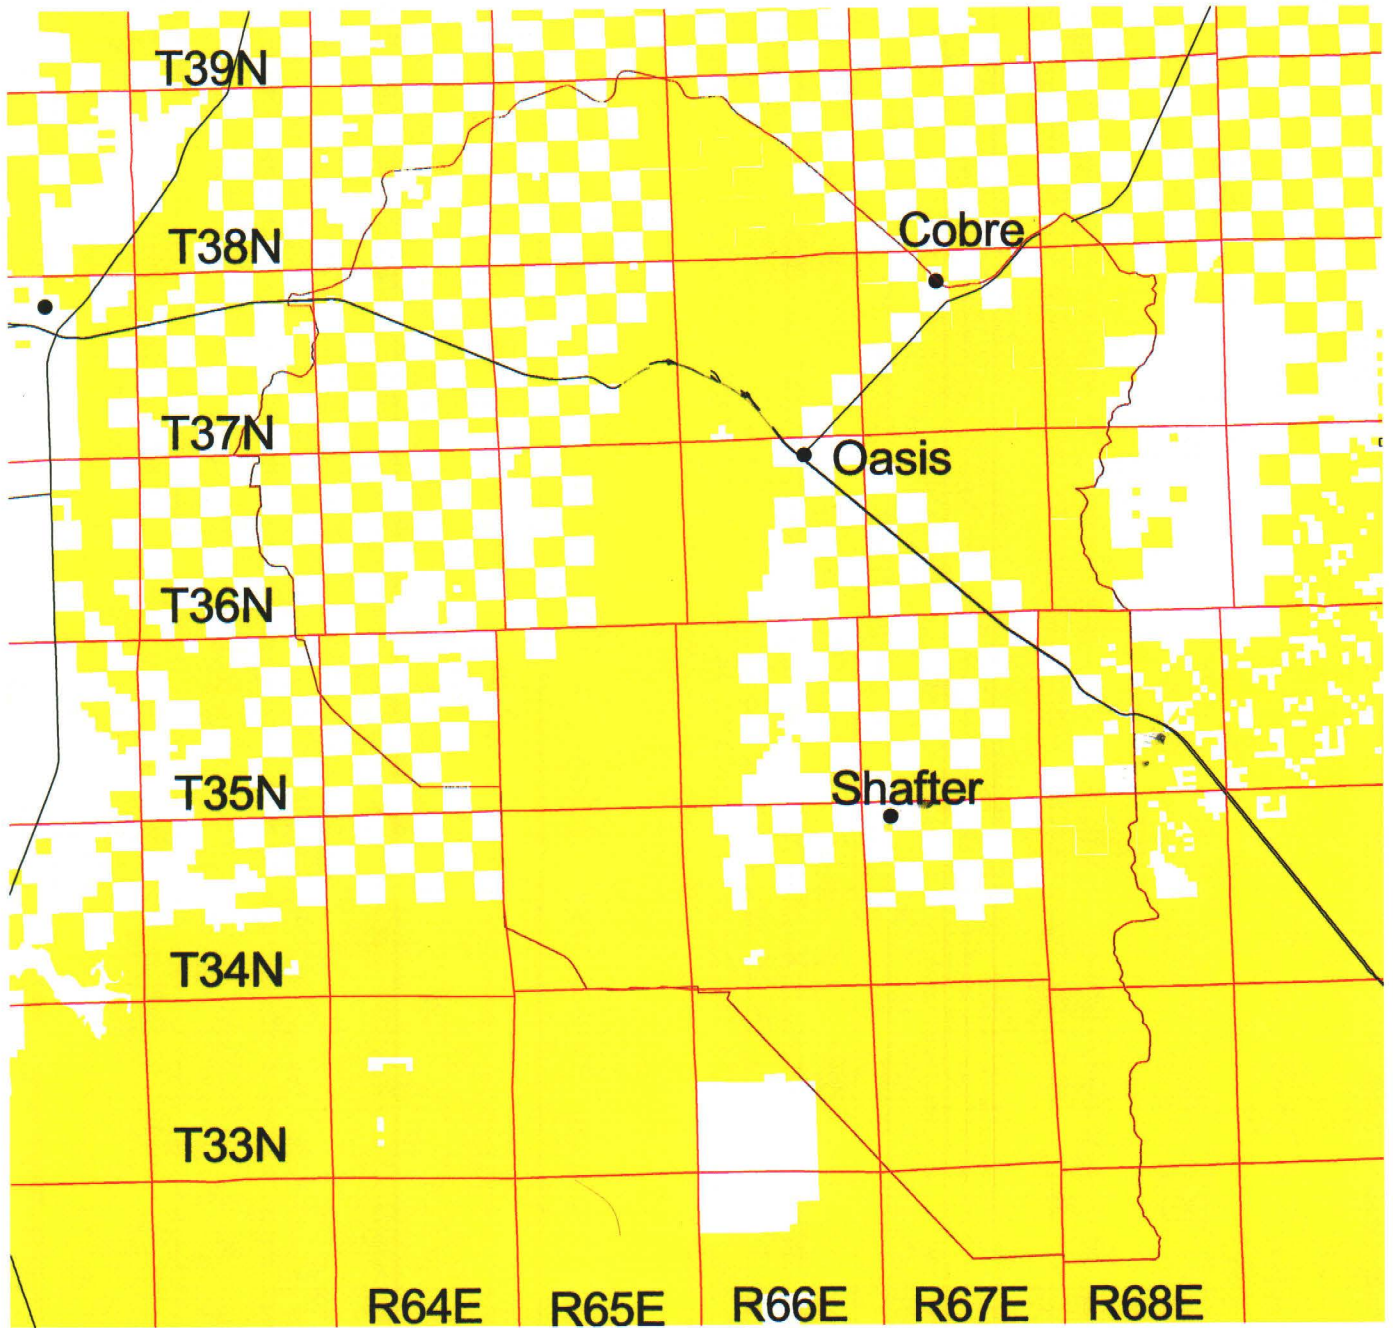 T39N
Cobre
T38N
T37N
Oasis
T36N
Shafter
T35N
T34N
T33N
R64E R65E R66E R67E R68E